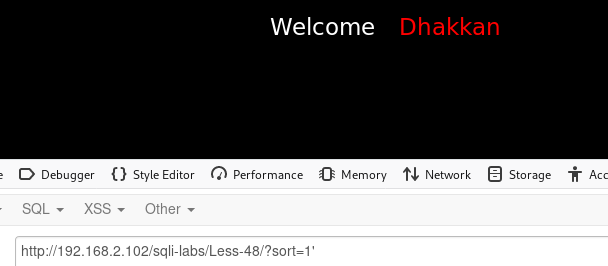 Welcome Dhakkan
Debugger Style Editor Performance Memory Network Storage
SQL XSS Other
http://192.168.2.102/sqli-labs/Less-48/?sort=1'